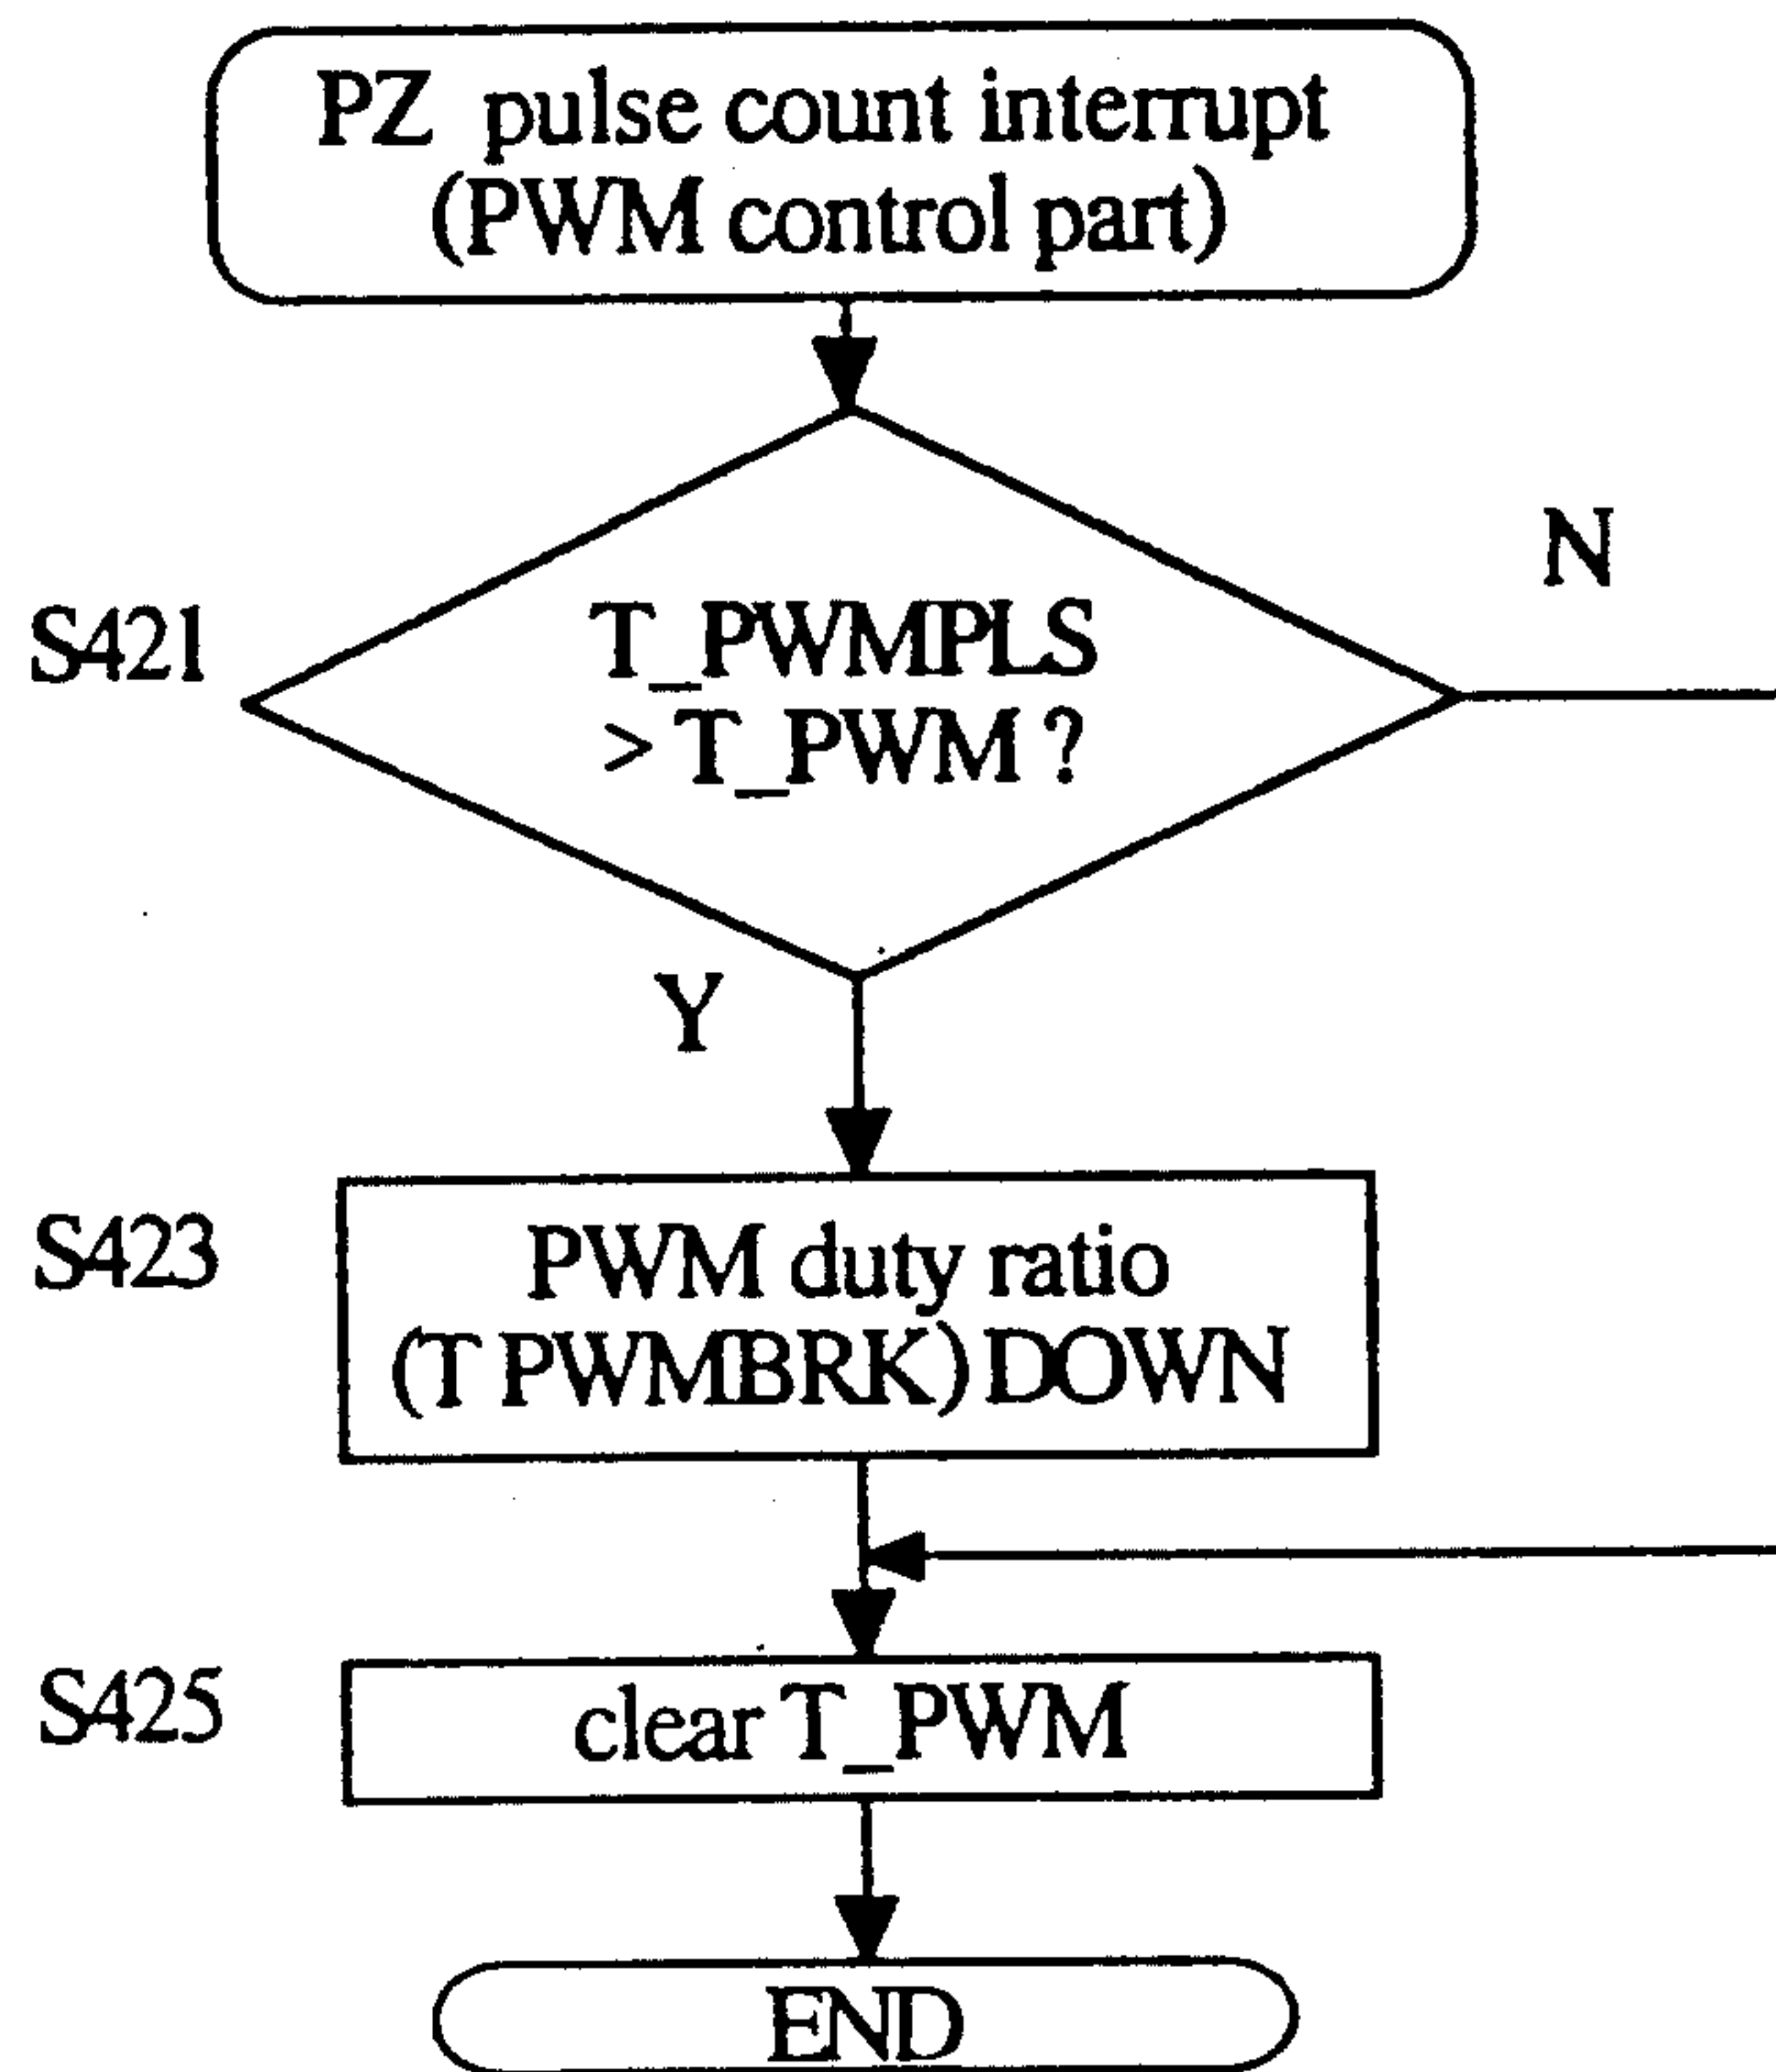 PZ pulse count interrupt
(PWM control part)
N
S421
T_PWMPLS
> T_PWM ?
Y
S423
PWM duty ratio
(T PWMBRK) DOWN
S425
clear T_PWM
END